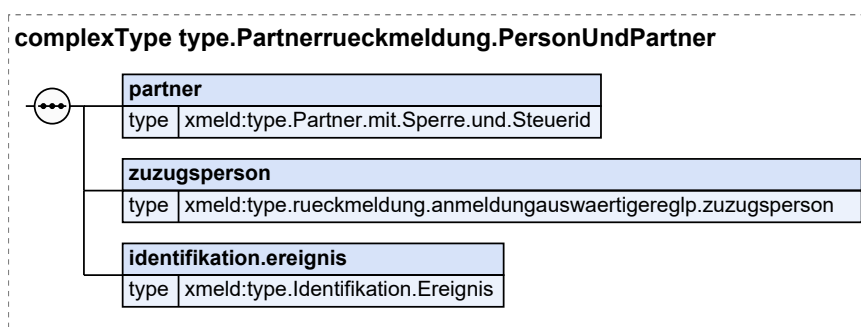 complexType type.Partnerrueckmeldung.PersonUndPartner
partner
type xmeld:type.Partner.mit.Sperre.und.Steuerid
zuzugsperson
type xmeld:type.rueckmeldung.anmeldungauswaertigereglp.zuzugsperson
identifikation.ereignis
type xmeld:type.Identifikation.Ereignis